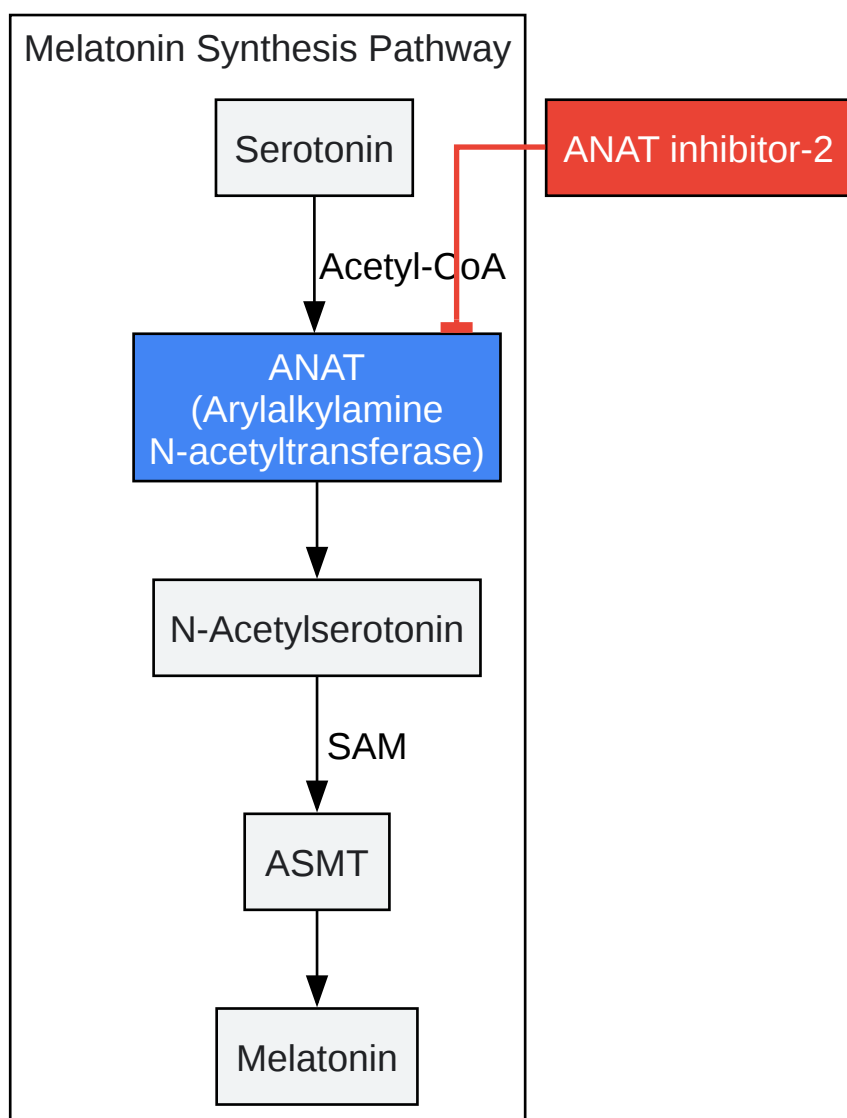 Melatonin Synthesis Pathway
Serotonin
ANAT inhibitor-2
Acetyl-CoA
ANAT
(Arylalkylamine
N-acetyltransferase)
N-Acetylserotonin
SAM
ASMT
Melatonin